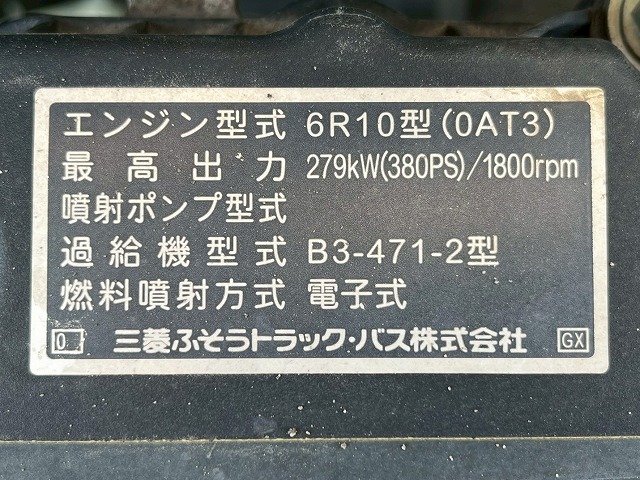 エンジン型式 6R10型(0AT3)
最高出力 279kW(380PS)/1800rpm
噴射ポンプ型式
過給機型式 B3-471-2型
燃料噴射方式 電子式
0 三菱ふそうトラック・バス株式会社 GX